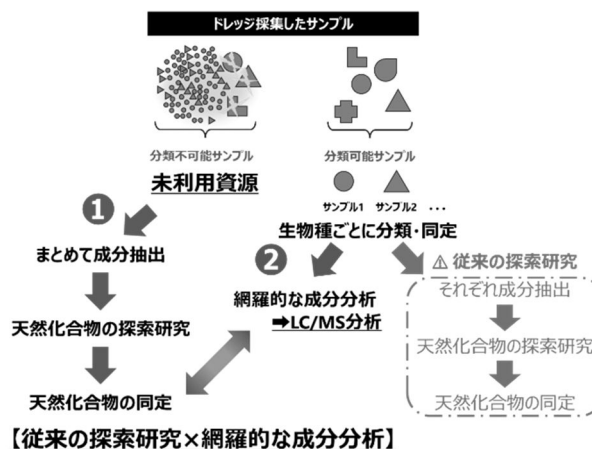 ドレッジ採集したサンプル
分類不可能サンプル
未利用資源
分類可能サンプル
サンプル1 サンプル2 ...
生物種ごとに分類・同定
1
まとめて成分抽出
天然化合物の探索研究
天然化合物の同定
2
網羅的な成分分析
➡LC/MS分析
⚠ 従来の探索研究
それぞれ成分抽出
天然化合物の探索研究
天然化合物の同定
【従来の探索研究×網羅的な成分分析】